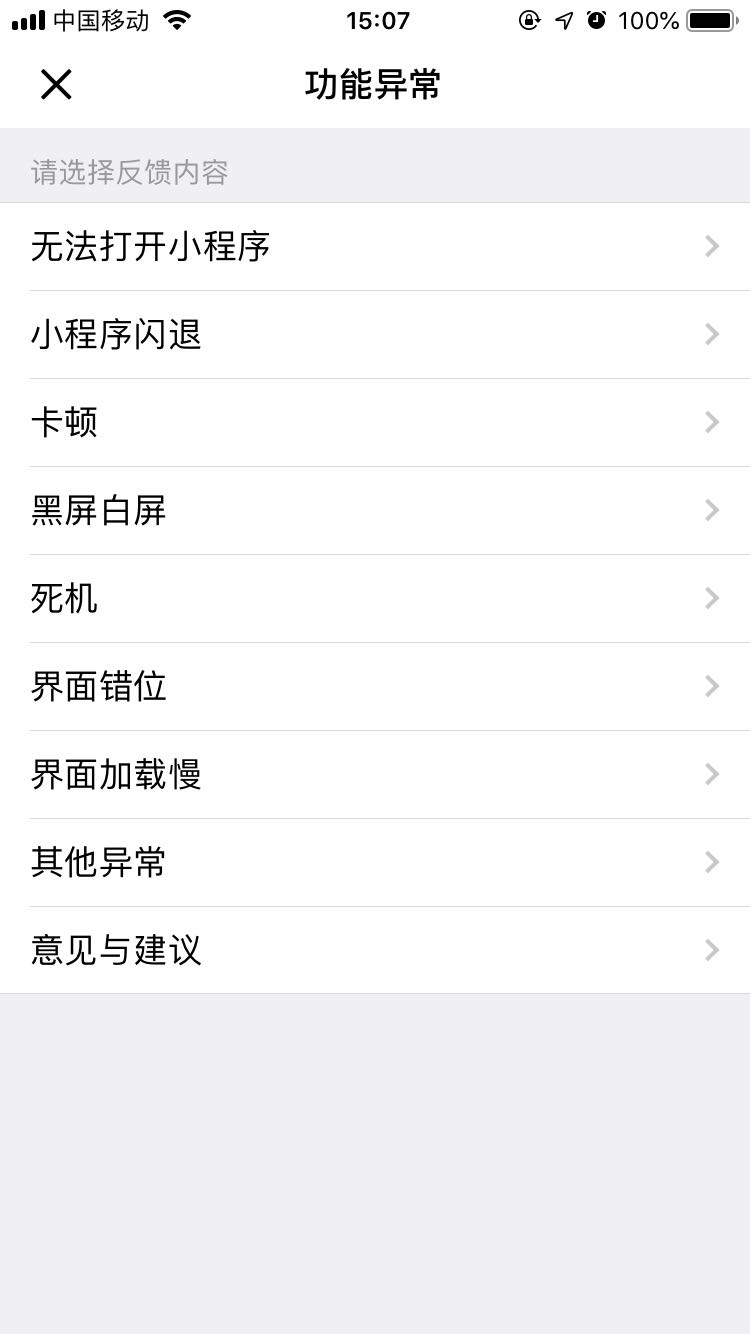 中国移动
15:07
100%
功能异常
请选择反馈内容
无法打开小程序
小程序闪退
卡顿
黑屏白屏
死机
界面错位
界面加载慢
其他异常
意见与建议